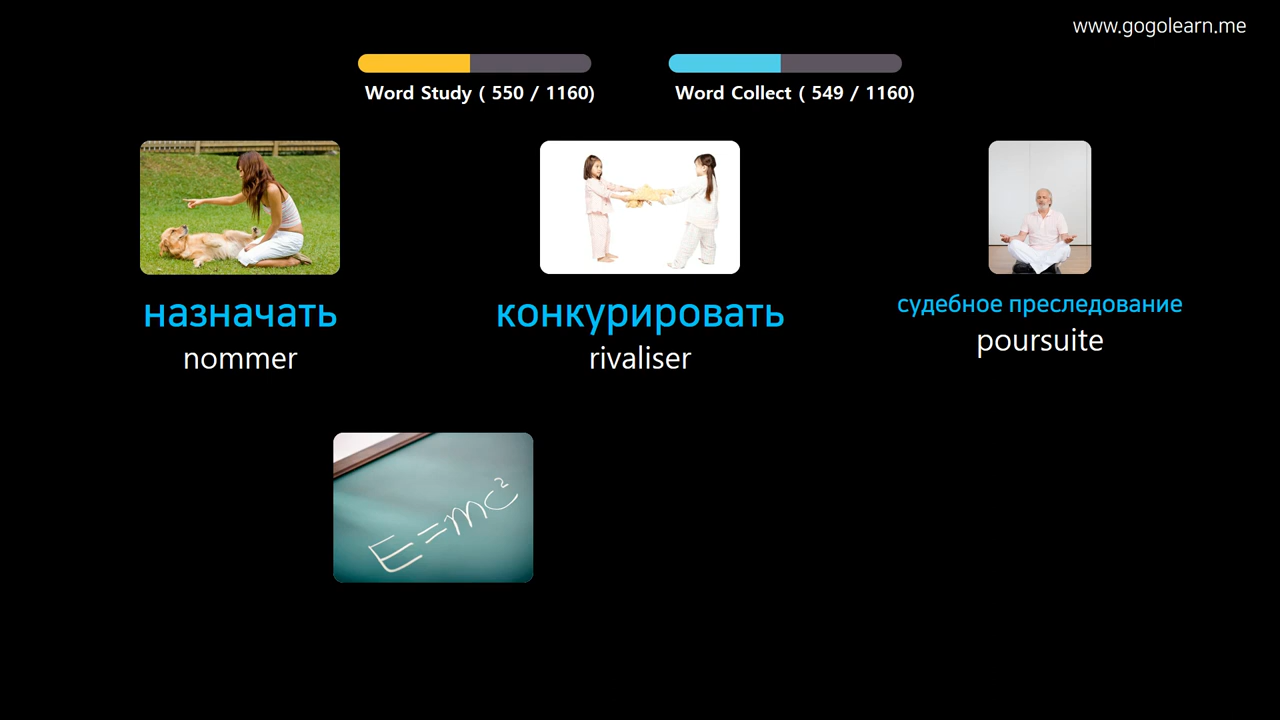 www.gogolearn.me
Word Study ( 550 / 1160)
Word Collect ( 549 / 1160)
назначать
nommer
конкурировать
rivaliser
судебное преследование
poursuite
E=mc²